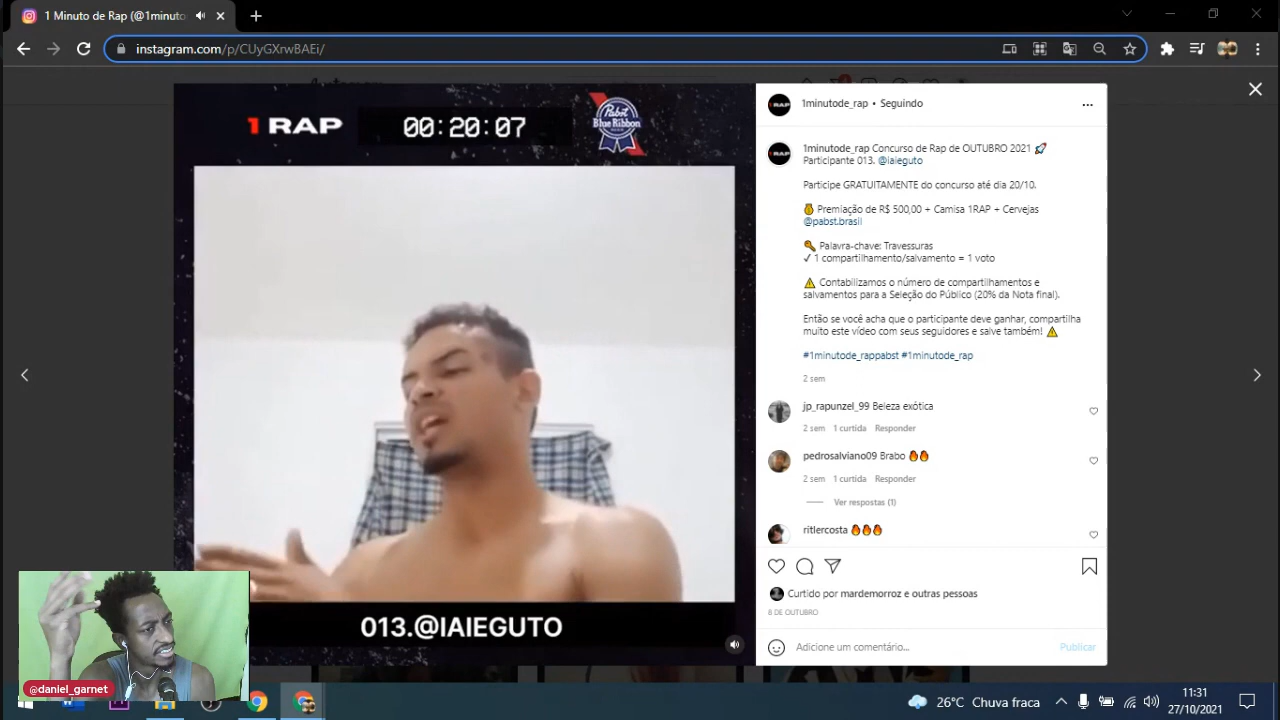 1 Minuto de Rap (@1minuto
instagram.com/p/CUyGXrwBAEi/
1 RAP
00:20:07
Pabst
Blue Ribbon
1minutode_rap • Seguindo
1minutode_rap Concurso de Rap de OUTUBRO 2021 🚀
Participante 013. @iaieguto
Participe GRATUITAMENTE do concurso até dia 20/10.
🏅 Premiação de R$ 500,00 + Camisa 1RAP + Cervejas
@pabst.brasil
🔑 Palavra-chave: Travessuras
✓ 1 compartilhamento/salvamento = 1 voto
⚠️ Contabilizamos o número de compartilhamentos e
salvamentos para a Seleção do Público (20% da Nota final).
Então se você acha que o participante deve ganhar, compartilha
muito este vídeo com seus seguidores e salve também! ⚠️
#1minutode_rappabst #1minutode_rap
2 sem
jp_rapunzel_99 Beleza exótica
2 sem 1 curtida Responder
pedrosalviano09 Brabo 🔥🔥
2 sem 1 curtida Responder
Ver respostas (1)
ritlercosta 🔥🔥🔥
Curtido por mardemorroz e outras pessoas
8 DE OUTUBRO
Adicione um comentário...
Publicar
013.@IAIEGUTO
@daniel_garnet
26°C Chuva fraca
11:31
27/10/2021